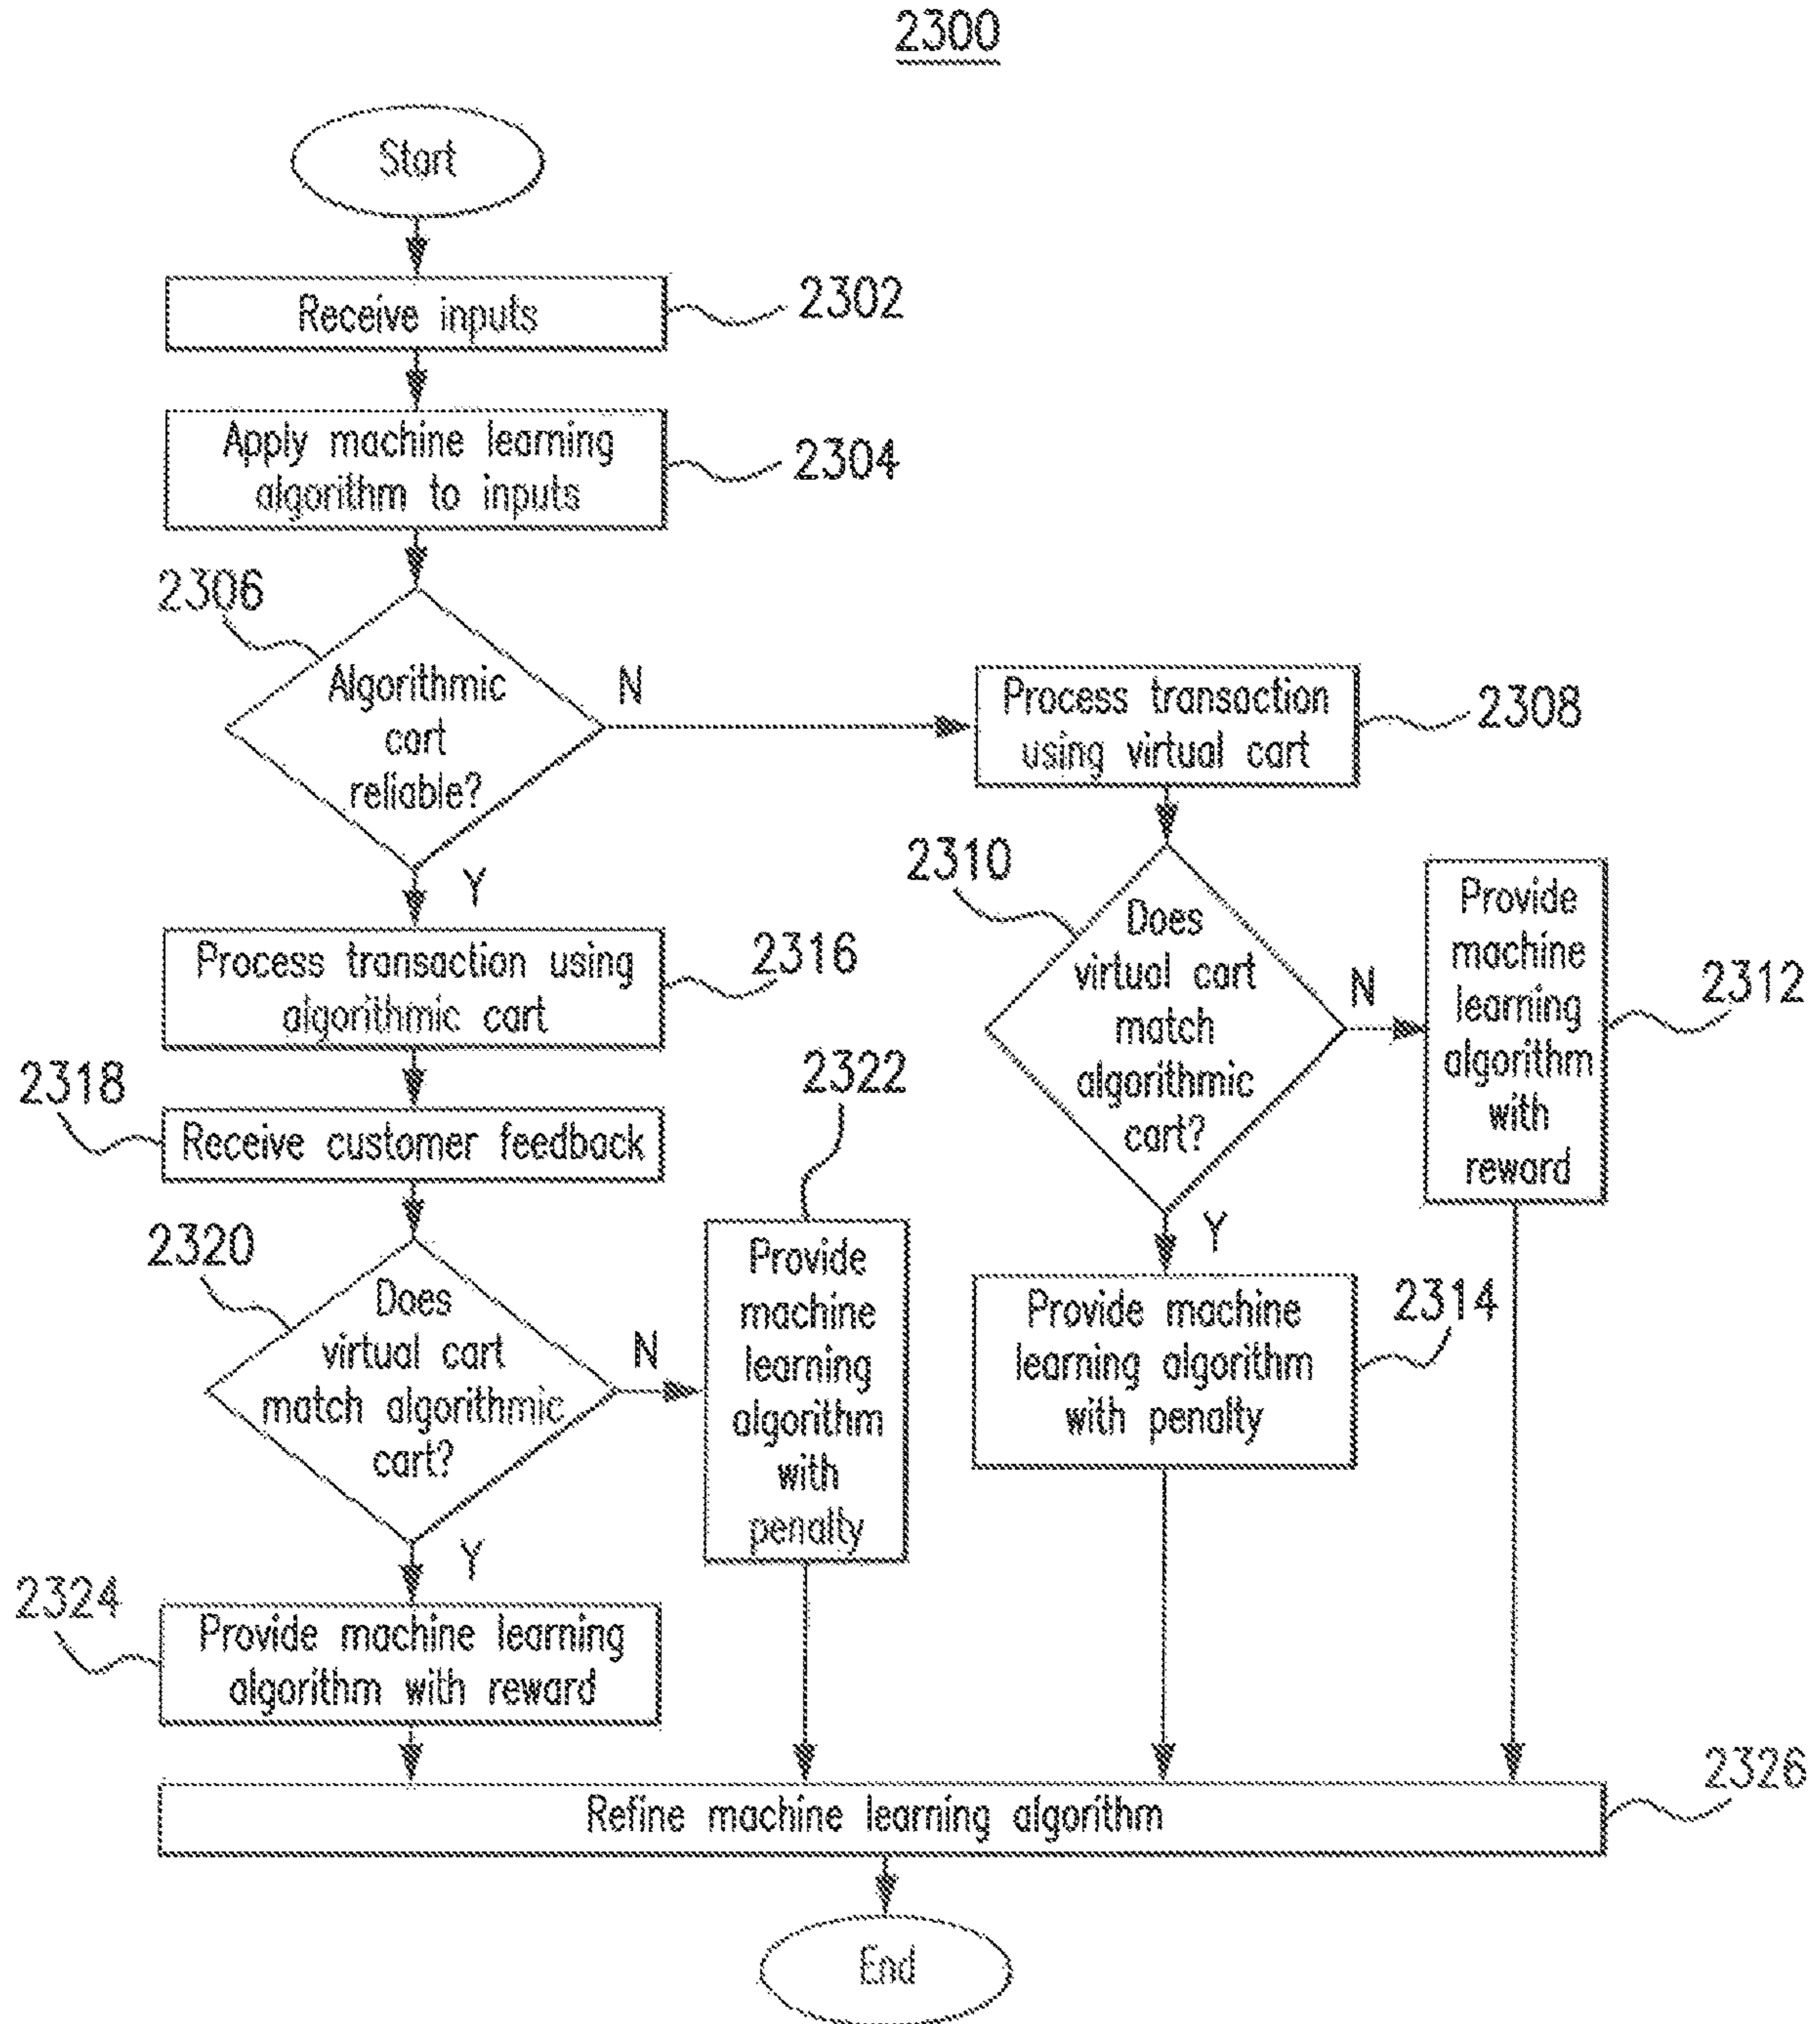 2300
Start
Receive inputs
2302
Apply machine learning
algorithm to inputs
2304
2306
Algorithmic
cart
reliable?
N
Y
Process transaction
using virtual cart
2308
2310
Does
virtual cart
match
algorithmic
cart?
N
Y
Provide
machine
learning
algorithm
with
reward
2312
Provide machine
learning algorithm
with penalty
2314
Process transaction using
algorithmic cart
2316
2318
Receive customer feedback
2320
Does
virtual cart
match algorithmic
cart?
N
Y
2322
Provide
machine
learning
algorithm
with
penalty
2324
Provide machine learning
algorithm with reward
Refine machine learning algorithm
2326
End